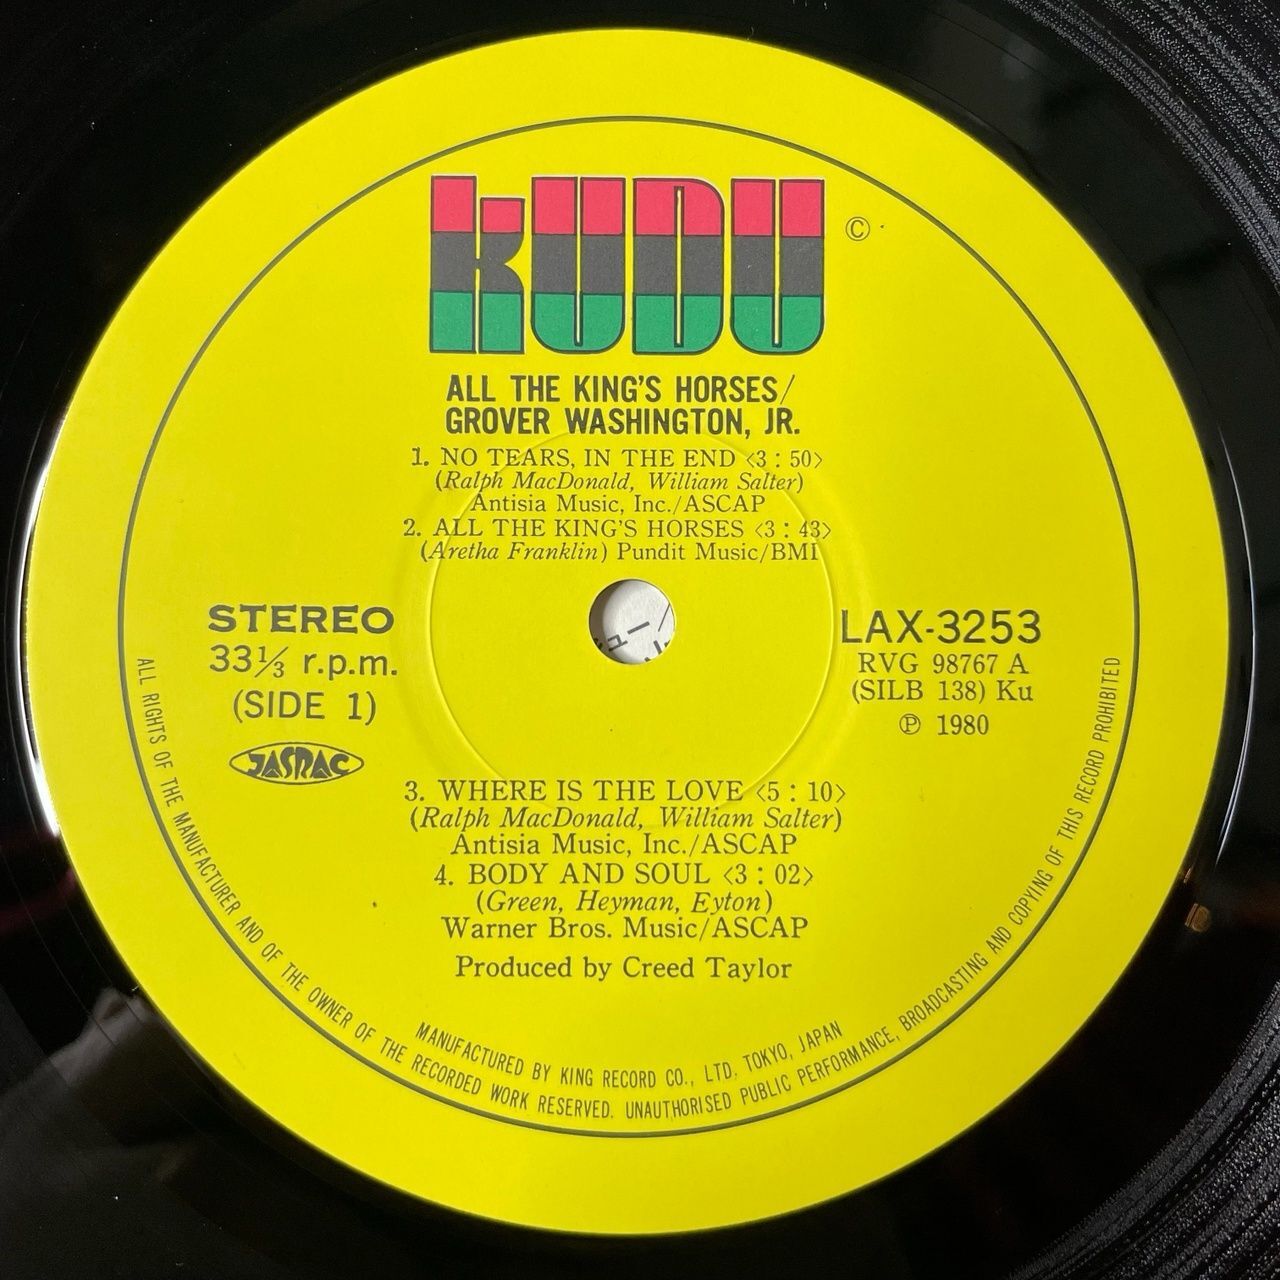 KUDU ©
ALL THE KING'S HORSES/
GROVER WASHINGTON, JR.
1. NO TEARS, IN THE END <3 : 50>
(Ralph MacDonald, William Salter)
Antisia Music, Inc./ASCAP
2. ALL THE KING'S HORSES <3 : 43>
(Aretha Franklin) Pundit Music/BMI
STEREO
33⅓ r.p.m.
(SIDE 1)
JASRAC
LAX-3253
RVG 98767 A
(SILB 138) Ku
℗ 1980
ュー
3. WHERE IS THE LOVE <5 : 10>
(Ralph MacDonald, William Salter)
Antisia Music, Inc./ASCAP
4. BODY AND SOUL <3 : 02>
(Green, Heyman, Eyton)
Warner Bros. Music/ASCAP
Produced by Creed Taylor
MANUFACTURED BY KING RECORD CO., LTD. TOKYO, JAPAN
ALL RIGHTS OF THE MANUFACTURER AND OF THE OWNER OF THE RECORDED WORK RESERVED. UNAUTHORISED PUBLIC PERFORMANCE, BROADCASTING AND COPYING OF THIS RECORD PROHIBITED